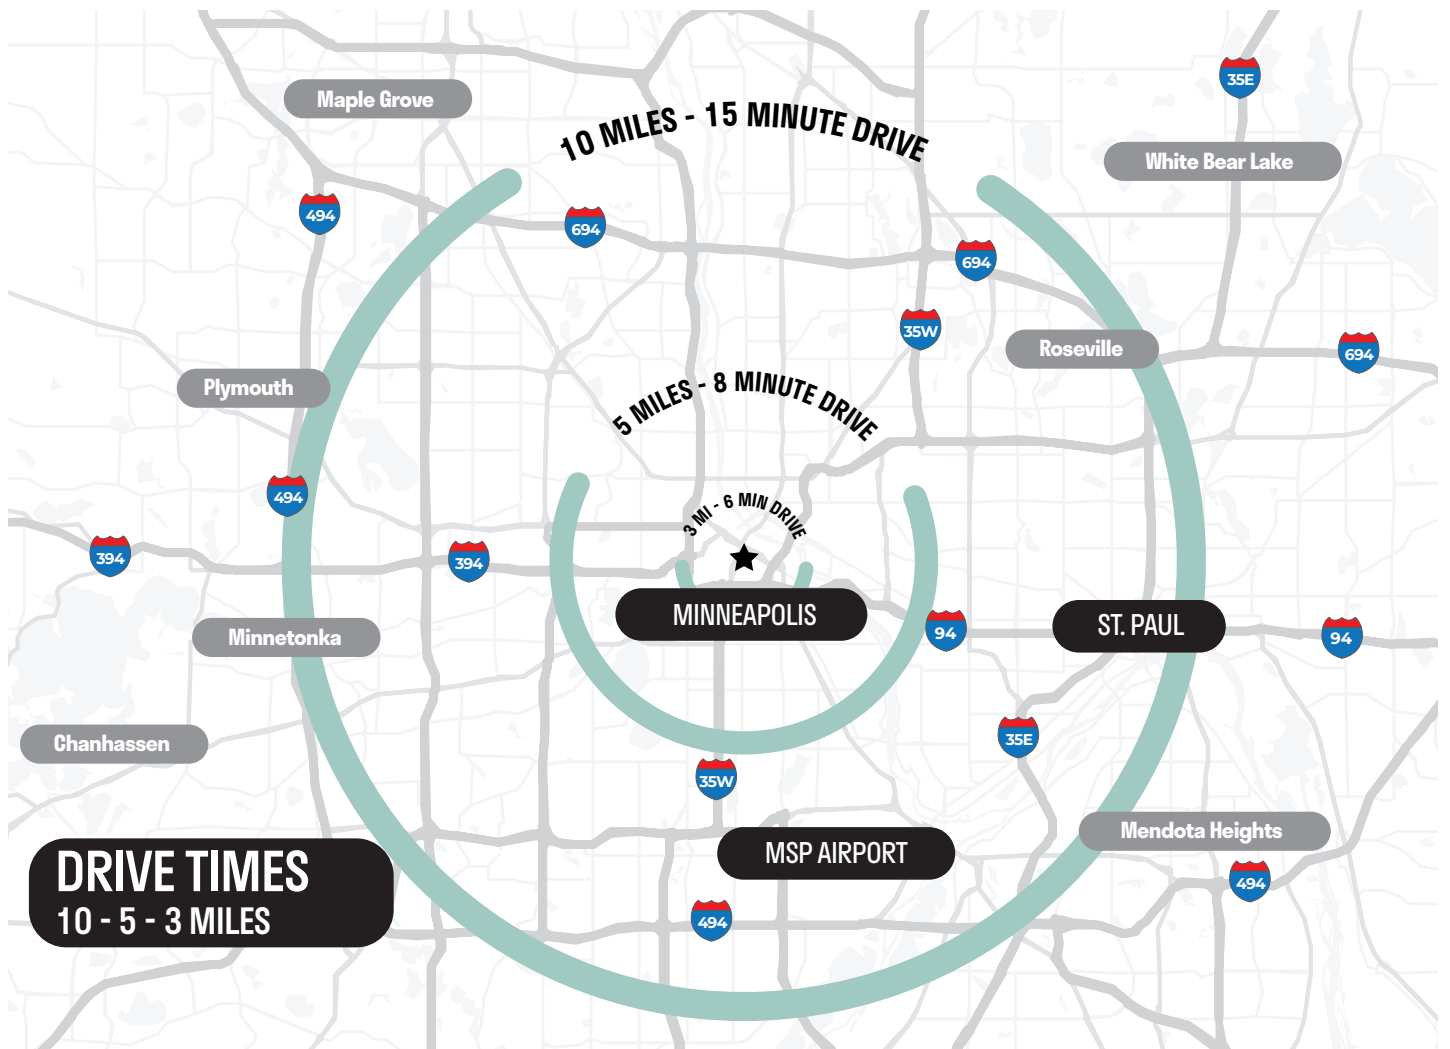 35E
Maple Grove
10 MILES - 15 MINUTE DRIVE
White Bear Lake
494
694
694
35W
Roseville
694
Plymouth
5 MILES - 8 MINUTE DRIVE
494
3 MI - 6 MIN DRIVE
394
394
MINNEAPOLIS
94
ST. PAUL
94
Minnetonka
Chanhassen
35E
35W
Mendota Heights
MSP AIRPORT
DRIVE TIMES
10 - 5 - 3 MILES
494
494